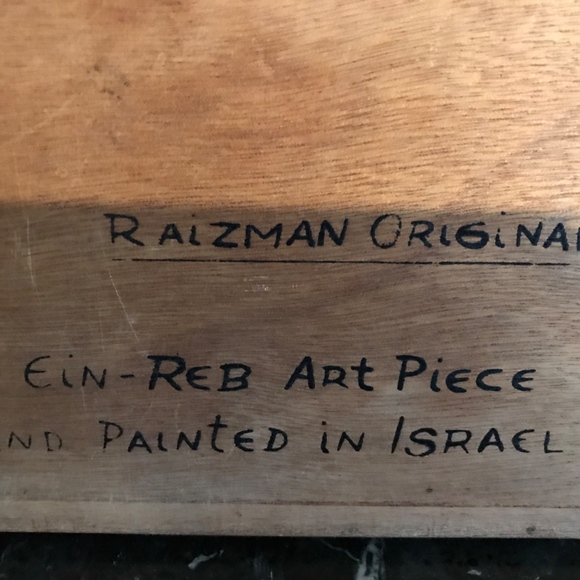 RAiZMAN ORiGiNA
EiN-REB ARt PiECE
ND PAINtED iN ISRAEL